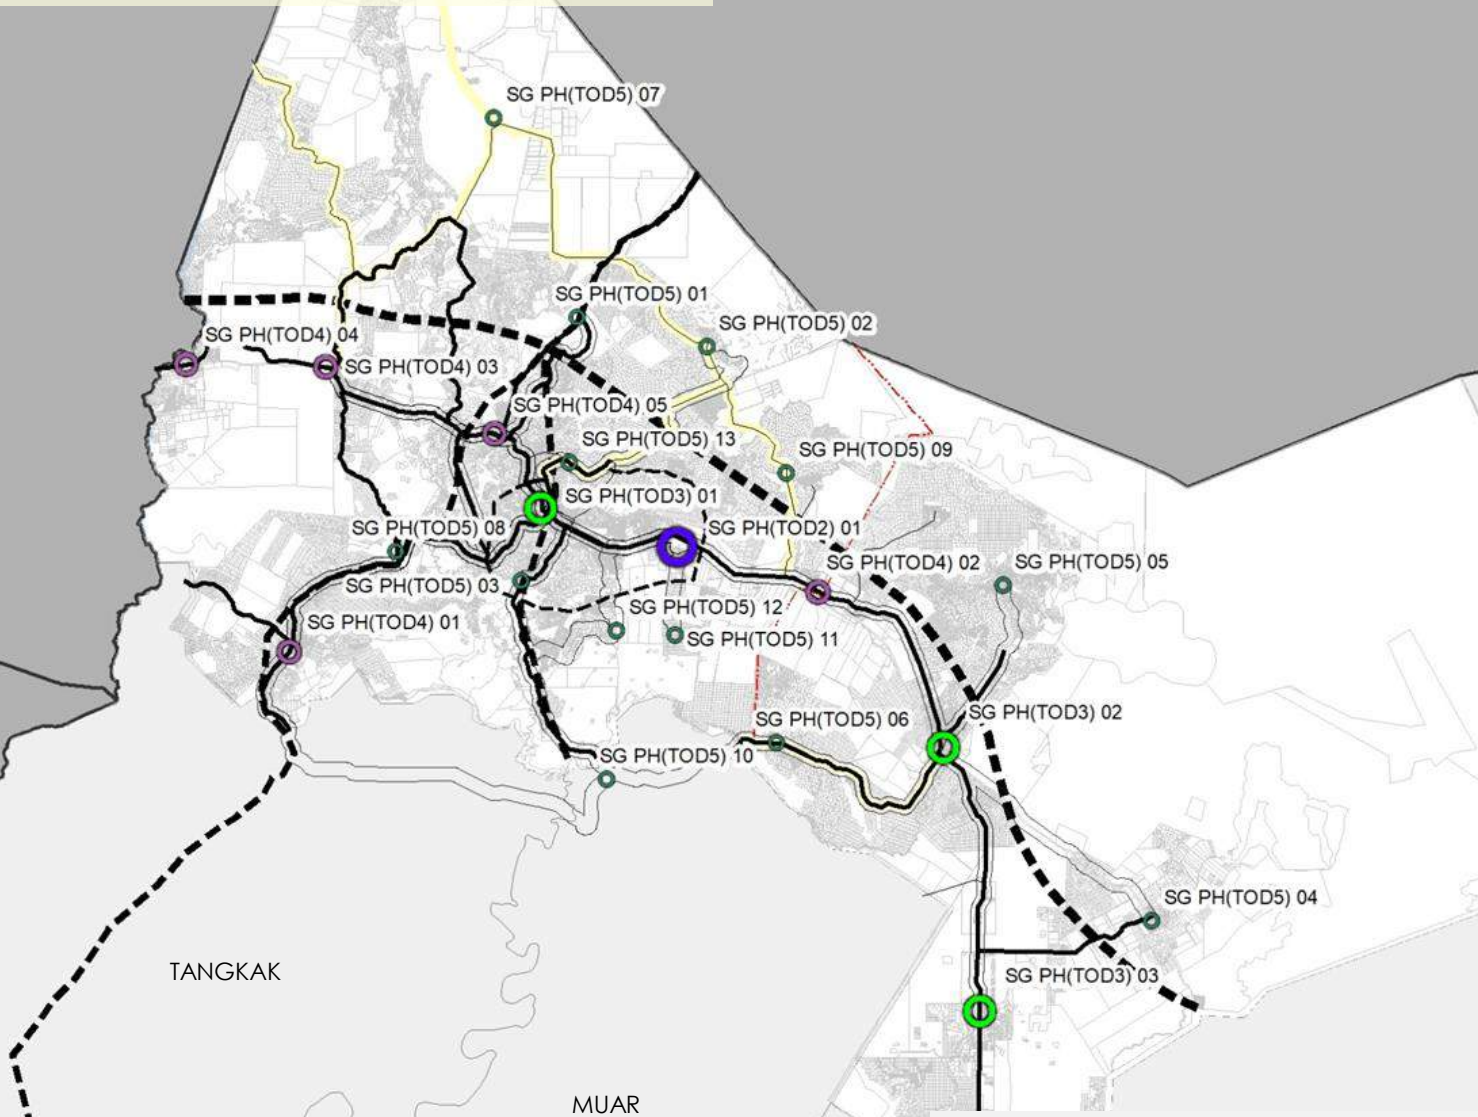 SG PH(TOD5) 07
SG PH(TOD5) 01
SG PH(TOD5) 02
SG PH(TOD4) 04
SG PH(TOD4) 03
SG PH(TOD4) 05
SG PH(TOD5) 13
SG PH(TOD5) 09
SG PH(TOD3) 01
SG PH(TOD5) 08
SG PH(TOD2) 01
SG PH(TOD4) 02
SG PH(TOD5) 05
SG PH(TOD5) 03
SG PH(TOD5) 12
SG PH(TOD4) 01
SG PH(TOD5) 11
SG PH(TOD5) 06
SG PH(TOD3) 02
SG PH(TOD5) 10
SG PH(TOD5) 04
TANGKAK
SG PH(TOD3) 03
MUAR